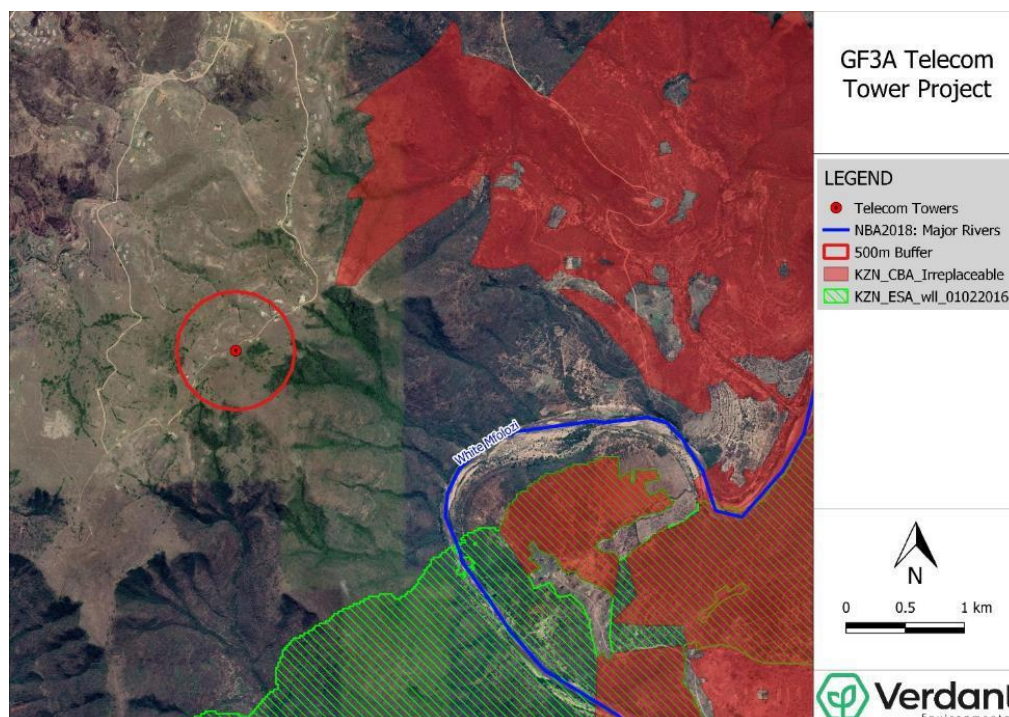 GF3A Telecom
Tower Project
LEGEND
Telecom Towers
NBA2018: Major Rivers
500m Buffer
KZN_CBA_Irreplaceable
KZN_ESA_wll_01022016
White Mfolozi
N
0 0.5 1 km